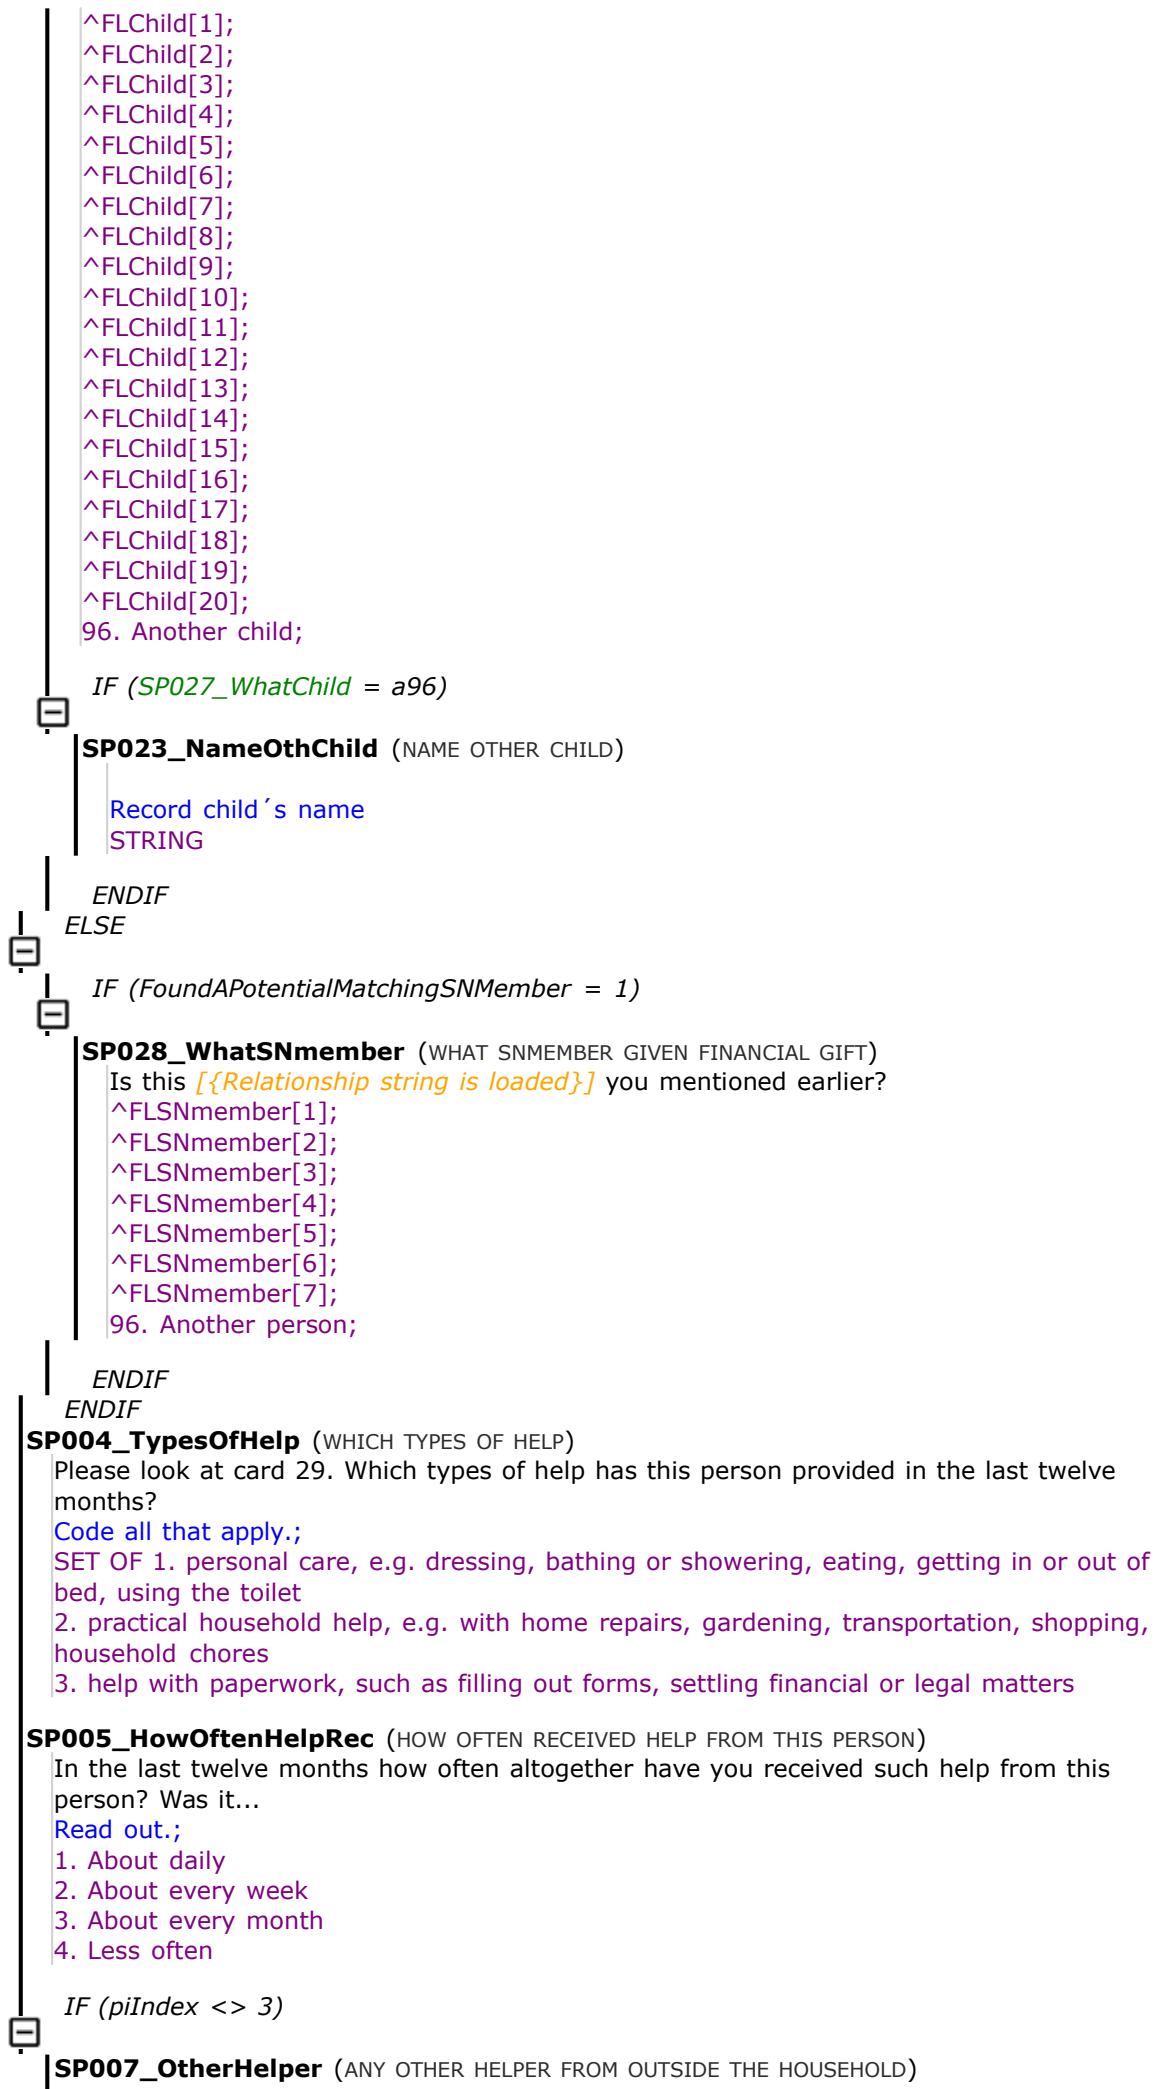 ^FLChild[1];
^FLChild[2];
^FLChild[3];
^FLChild[4];
^FLChild[5];
^FLChild[6];
^FLChild[7];
^FLChild[8];
^FLChild[9];
^FLChild[10];
^FLChild[11];
^FLChild[12];
^FLChild[13];
^FLChild[14];
^FLChild[15];
^FLChild[16];
^FLChild[17];
^FLChild[18];
^FLChild[19];
^FLChild[20];
96. Another child;
IF (SP027_WhatChild = a96)
SP023_NameOthChild (NAME OTHER CHILD)
Record child´s name
STRING
ENDIF
ELSE
IF (FoundAPotentialMatchingSNMember = 1)
SP028_WhatSNmember (WHAT SNMEMBER GIVEN FINANCIAL GIFT)
Is this [{Relationship string is loaded}] you mentioned earlier?
^FLSNmember[1];
^FLSNmember[2];
^FLSNmember[3];
^FLSNmember[4];
^FLSNmember[5];
^FLSNmember[6];
^FLSNmember[7];
96. Another person;
ENDIF
ENDIF
SP004_TypesOfHelp (WHICH TYPES OF HELP)
Please look at card 29. Which types of help has this person provided in the last twelve
months?
Code all that apply.;
SET OF 1. personal care, e.g. dressing, bathing or showering, eating, getting in or out of
bed, using the toilet
2. practical household help, e.g. with home repairs, gardening, transportation, shopping,
household chores
3. help with paperwork, such as filling out forms, settling financial or legal matters
SP005_HowOftenHelpRec (HOW OFTEN RECEIVED HELP FROM THIS PERSON)
In the last twelve months how often altogether have you received such help from this
person? Was it...
Read out.;
1. About daily
2. About every week
3. About every month
4. Less often
IF (piIndex <> 3)
SP007_OtherHelper (ANY OTHER HELPER FROM OUTSIDE THE HOUSEHOLD)